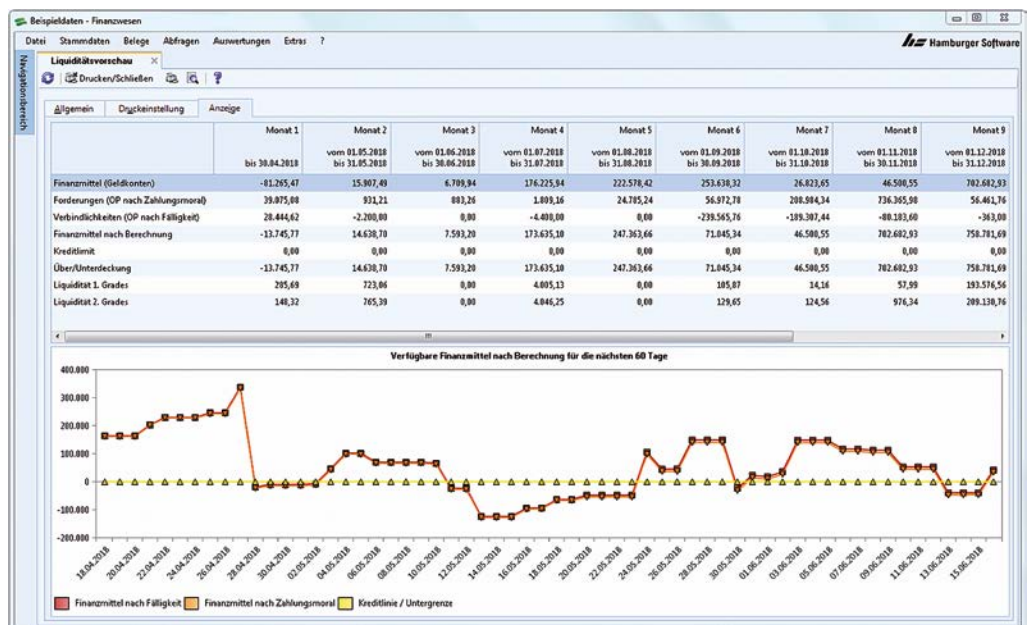 Beispieldaten - Finanzwesen
Datei Stammdaten Belege Abfragen Auswertungen Extras ?
hs Hamburger Software
Navigationsbereich
Liquiditätsvorschau
Drucken/Schließen
Allgemein Druckeinstellung Anzeige
Monat 1 Monat 2 Monat 3 Monat 4 Monat 5 Monat 6 Monat 7 Monat 8 Monat 9
vom 01.05.2018 vom 01.06.2018 vom 01.07.2018 vom 01.08.2018 vom 01.09.2018 vom 01.10.2018 vom 01.11.2018 vom 01.12.2018
bis 30.04.2018 bis 31.05.2018 bis 30.06.2018 bis 31.07.2018 bis 31.08.2018 bis 30.09.2018 bis 31.10.2018 bis 30.11.2018 bis 31.12.2018
Finanzmittel (Geldkonten) -81.265,47 15.907,49 6.709,94 176.225,94 222.578,42 253.638,32 26.823,65 46.500,55 702.682,93
Forderungen (OP nach Zahlungsmoral) 39.075,08 931,21 883,26 1.809,16 24.785,24 56.972,78 208.984,34 736.365,98 56.461,76
Verbindlichkeiten (OP nach Fälligkeit) 28.444,62 -2.200,00 0,00 -4.400,00 0,00 -239.565,76 -189.307,44 -80.183,60 -363,00
Finanzmittel nach Berechnung -13.745,77 14.638,70 7.593,20 173.635,10 247.363,66 71.045,34 46.500,55 702.682,93 758.781,69
Kreditlimit 0,00 0,00 0,00 0,00 0,00 0,00 0,00 0,00 0,00
Über/Unterdeckung -13.745,77 14.638,70 7.593,20 173.635,10 247.363,66 71.045,34 46.500,55 702.682,93 758.781,69
Liquidität 1. Grades 205,69 723,06 0,00 4.005,13 0,00 105,87 14,16 57,99 193.576,56
Liquidität 2. Grades 148,32 765,39 0,00 4.046,25 0,00 129,65 124,56 976,34 209.130,76
Verfügbare Finanzmittel nach Berechnung für die nächsten 60 Tage
400.000
300.000
200.000
100.000
0
-100.000
-200.000
18.04.2018 20.04.2018 22.04.2018 24.04.2018 26.04.2018 28.04.2018 30.04.2018 02.05.2018 04.05.2018 06.05.2018 08.05.2018 10.05.2018 12.05.2018 14.05.2018 16.05.2018 18.05.2018 20.05.2018 22.05.2018 24.05.2018 26.05.2018 28.05.2018 30.05.2018 01.06.2018 03.06.2018 05.06.2018 07.06.2018 09.06.2018 11.06.2018 13.06.2018 15.06.2018
Finanzmittel nach Fälligkeit Finanzmittel nach Zahlungsmoral Kreditlinie / Untergrenze